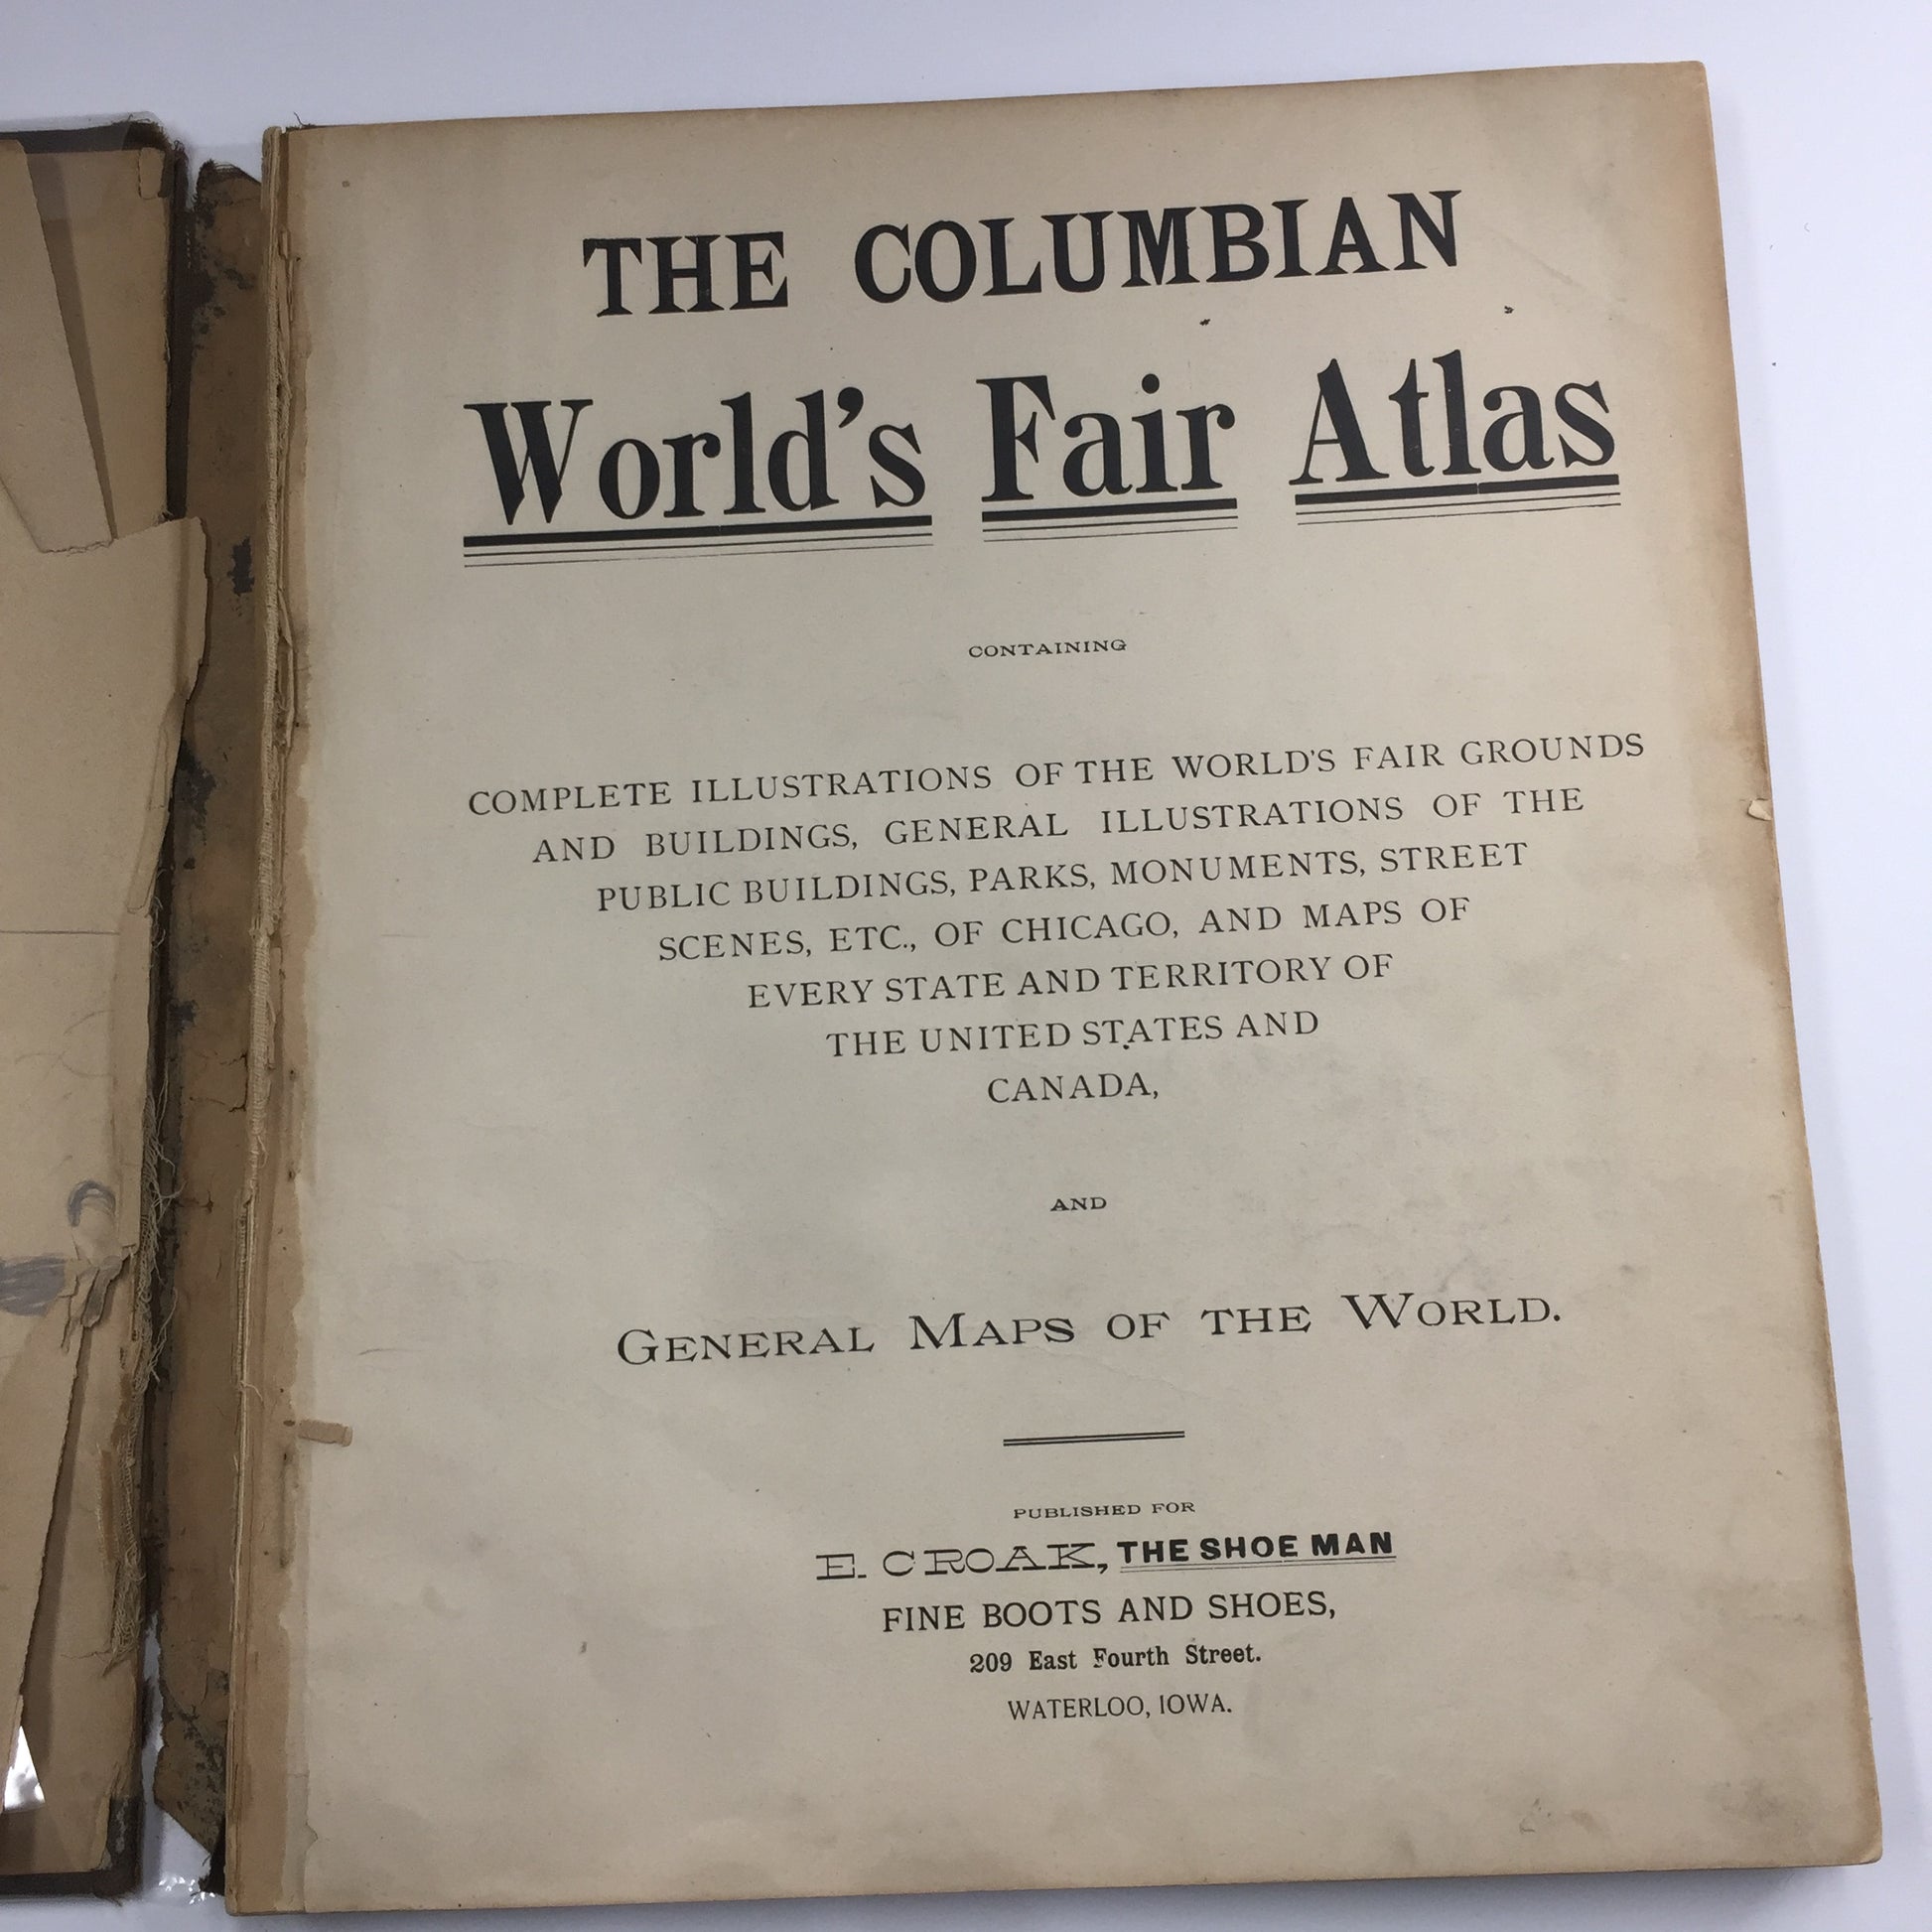 THE COLUMBIAN
World's Fair Atlas
CONTAINING
COMPLETE ILLUSTRATIONS OF THE WORLD'S FAIR GROUNDS
AND BUILDINGS, GENERAL ILLUSTRATIONS OF THE
PUBLIC BUILDINGS, PARKS, MONUMENTS, STREET
SCENES, ETC., OF CHICAGO, AND MAPS OF
EVERY STATE AND TERRITORY OF
THE UNITED STATES AND
CANADA,
AND
GENERAL MAPS OF THE WORLD.
PUBLISHED FOR
E. CROAK, THE SHOE MAN
FINE BOOTS AND SHOES,
209 East Fourth Street.
WATERLOO, IOWA.